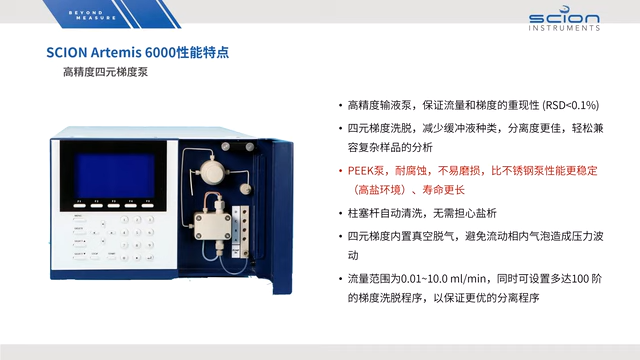 BEYOND
MEASURE
SCION
INSTRUMENTS
SCION Artemis 6000性能特点
高精度四元梯度泵
• 高精度输液泵，保证流量和梯度的重现性 (RSD<0.1%)
• 四元梯度洗脱，减少缓冲液种类，分离度更佳，轻松兼
容复杂样品的分析
• PEEK泵，耐腐蚀，不易磨损，比不锈钢泵性能更稳定
（高盐环境）、寿命更长
• 柱塞杆自动清洗，无需担心盐析
• 四元梯度内置真空脱气，避免流动相内气泡造成压力波
动
• 流量范围为0.01~10.0 ml/min，同时可设置多达100 阶
的梯度洗脱程序，以保证更优的分离程序
F1 F2 F3 F4 F5